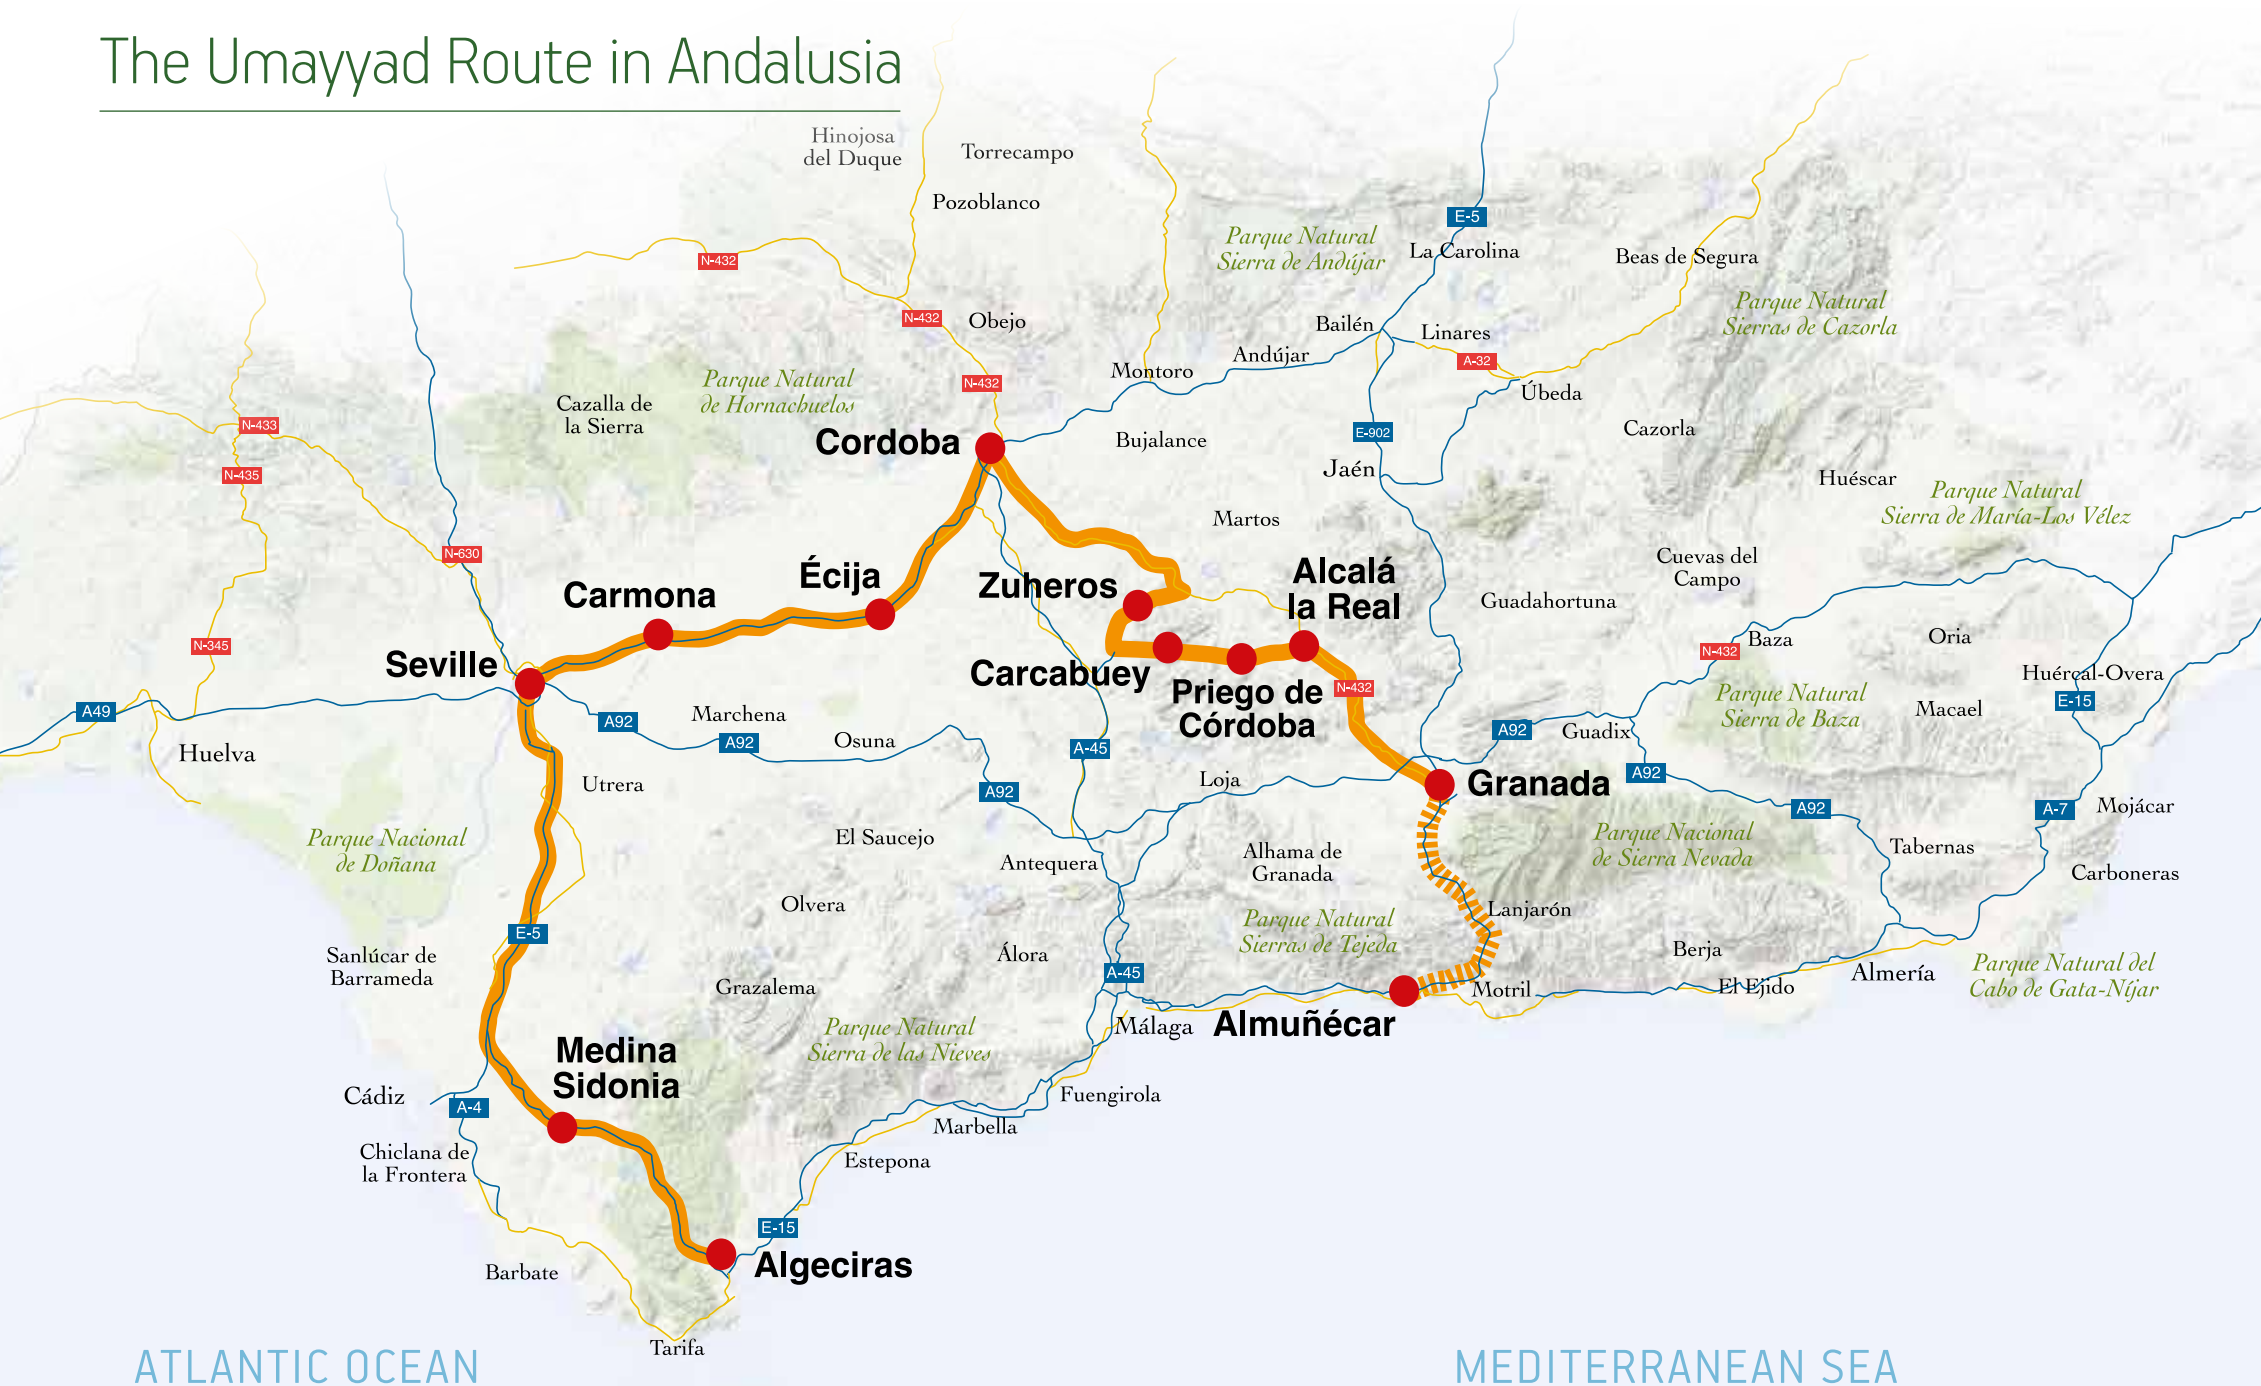 The Umayyad Route in Andalusia
Hinojosa
del Duque
Torrecampo
Pozoblanco
E-5
Parque Natural
Sierra de Andújar
La Carolina
Beas de Segura
N-432
Parque Natural
Sierras de Cazorla
N-432
Obejo
Bailén
Linares
Andújar
A-32
Montoro
Parque Natural
de Hornachuelos
N-432
Úbeda
Cazalla de
la Sierra
N-433
Cordoba
Bujalance
E-902
Cazorla
Jaén
N-435
Huéscar
Parque Natural
Sierra de María-Los Vélez
Martos
N-630
Cuevas del
Campo
Écija
Zuheros
Alcalá
la Real
Carmona
Guadahortuna
N-345
Seville
Carcabuey
Baza
N-432
Oria
Huércal-Overa
Priego de
Córdoba
N-432
Parque Natural
Sierra de Baza
E-15
Macael
A49
A92
Marchena
A92
Osuna
A-45
A92
Guadix
Huelva
Loja
Granada
A92
Utrera
A92
A92
A-7
Mojácar
Parque Nacional
de Doñana
El Saucejo
Antequera
Alhama de
Granada
Parque Nacional
de Sierra Nevada
Tabernas
Carboneras
Olvera
Lanjarón
E-5
Parque Natural
Sierras de Tejeda
Sanlúcar de
Barrameda
Álora
A-45
Berja
Almería
Parque Natural del
Cabo de Gata-Níjar
Grazalema
Motril
El Ejido
Parque Natural
Sierra de las Nieves
Málaga
Almuñécar
Medina
Sidonia
Cádiz
A-4
Fuengirola
Marbella
Chiclana de
la Frontera
Estepona
E-15
Algeciras
Barbate
Tarifa
ATLANTIC OCEAN
MEDITERRANEAN SEA